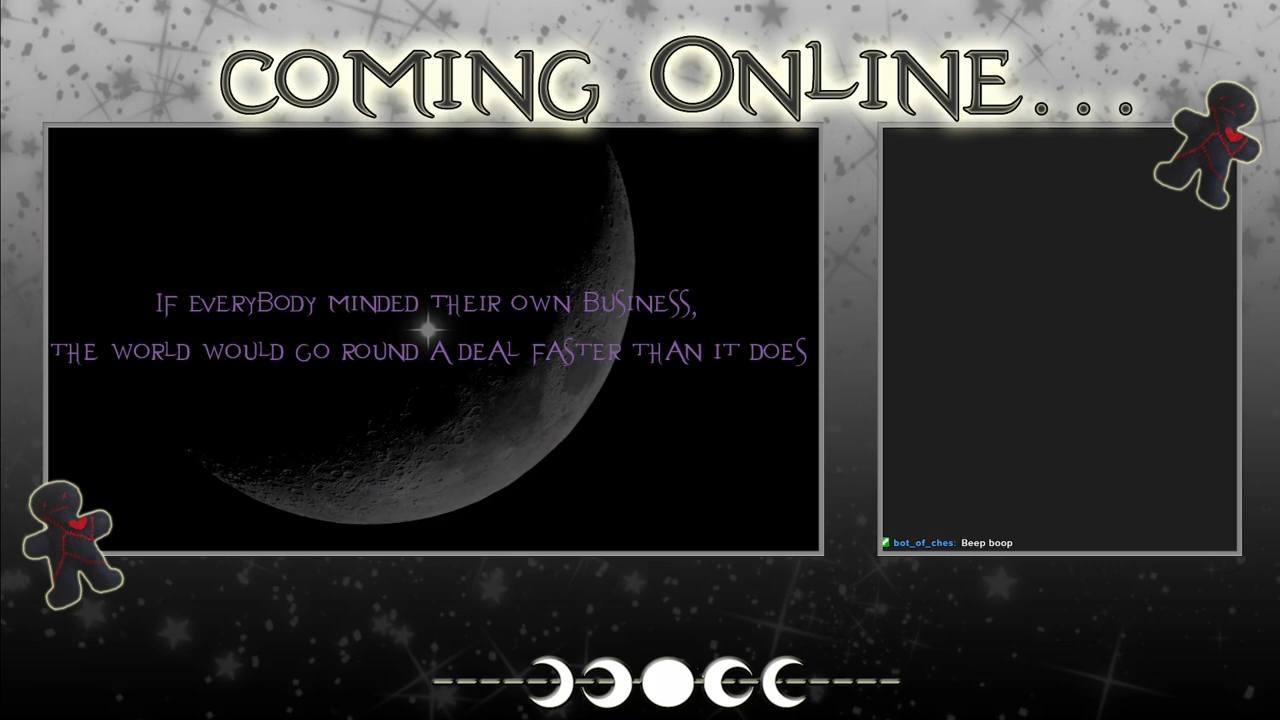 COMING ONLINE...
IF EVERYBODY MINDED THEIR OWN BUSINESS,
THE WORLD WOULD GO ROUND A DEAL FASTER THAN IT DOES
bot_of_ches: Beep boop